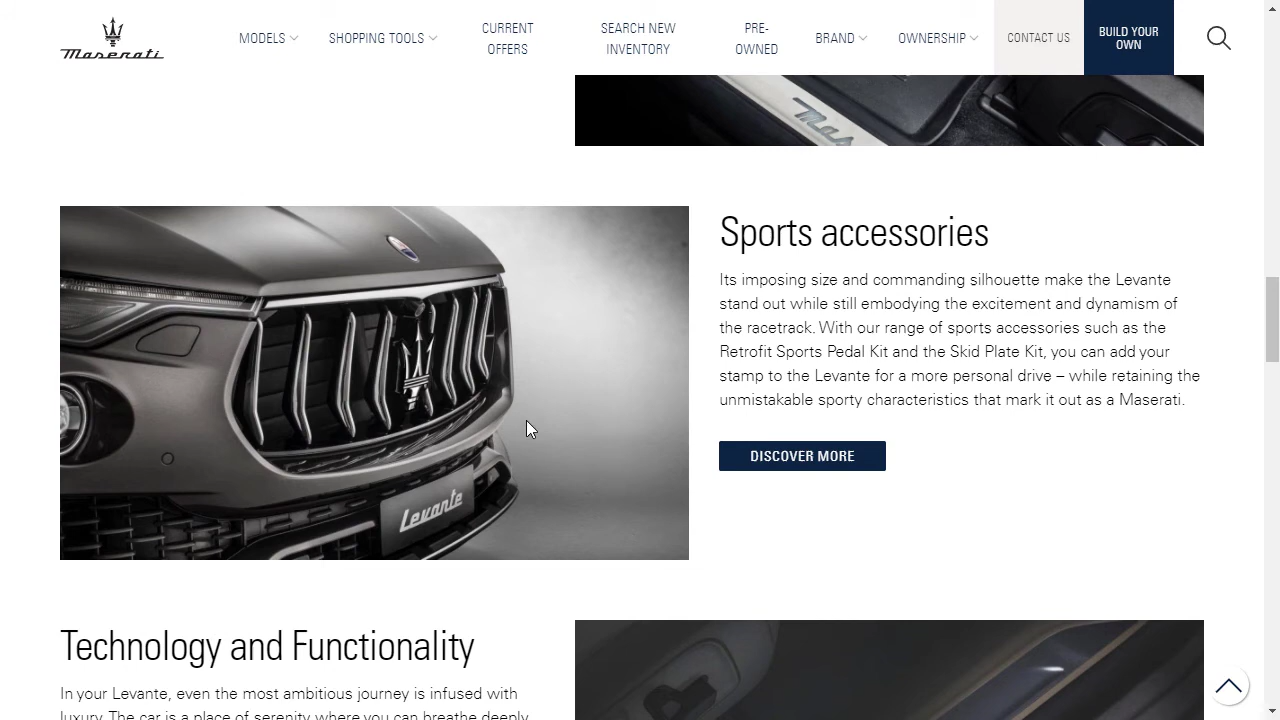 Maserati
MODELS
SHOPPING TOOLS
CURRENT
OFFERS
SEARCH NEW
INVENTORY
PRE-
OWNED
BRAND
OWNERSHIP
CONTACT US
BUILD YOUR
OWN
Mas
Levante
Sports accessories
Its imposing size and commanding silhouette make the Levante
stand out while still embodying the excitement and dynamism of
the racetrack. With our range of sports accessories such as the
Retrofit Sports Pedal Kit and the Skid Plate Kit, you can add your
stamp to the Levante for a more personal drive – while retaining the
unmistakable sporty characteristics that mark it out as a Maserati.
DISCOVER MORE
Technology and Functionality
In your Levante, even the most ambitious journey is infused with
luxury. The car is a place of serenity where you can breathe deeply